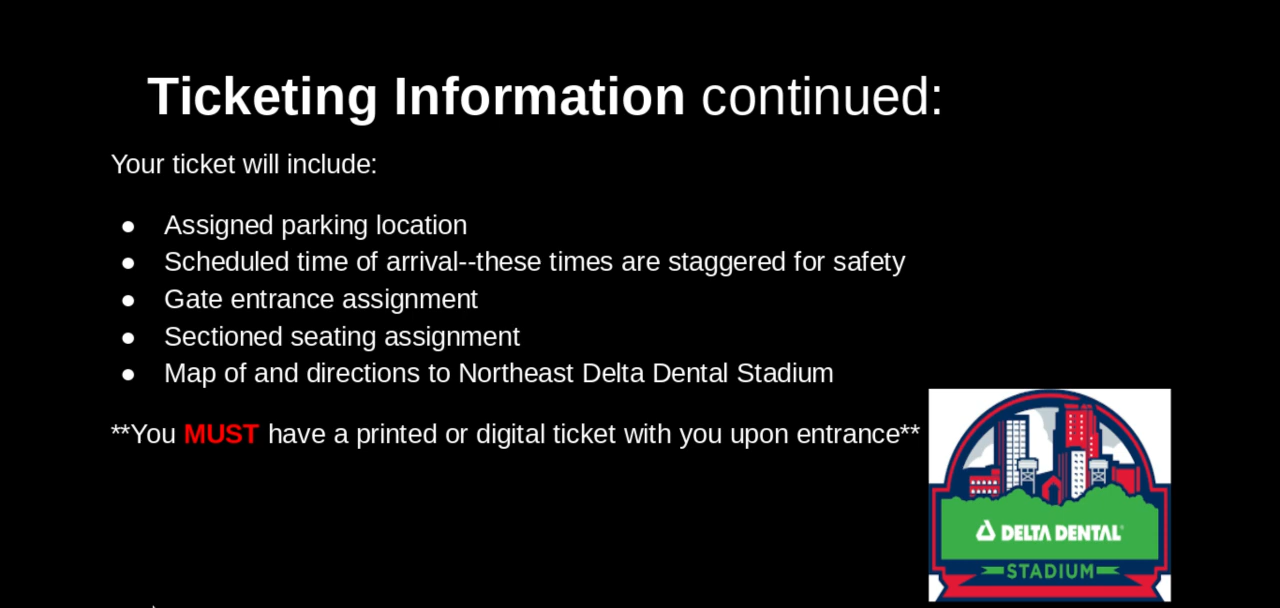 Ticketing Information continued:
Your ticket will include:
● Assigned parking location
● Scheduled time of arrival--these times are staggered for safety
● Gate entrance assignment
● Sectioned seating assignment
● Map of and directions to Northeast Delta Dental Stadium
**You MUST have a printed or digital ticket with you upon entrance**
DELTA DENTAL®
STADIUM